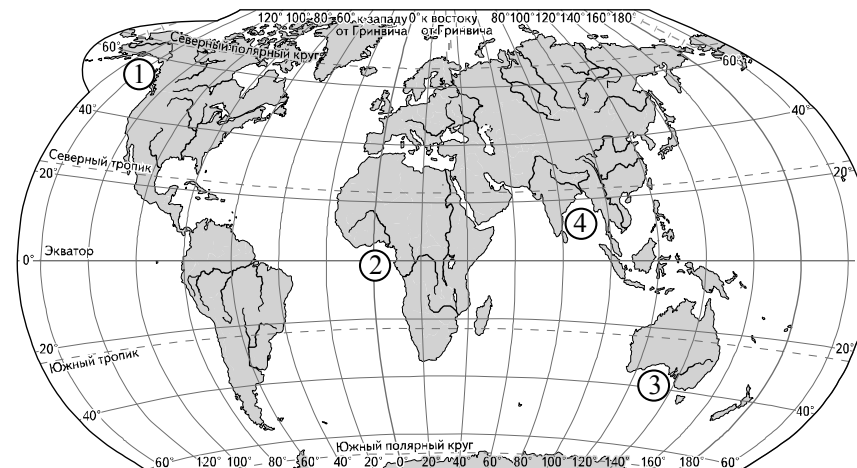 120° 100° 80° 60° к западу от Гринвича 0° к востоку от Гринвича 80° 100° 120° 140° 160° 180°
60° Северный полярный круг 60°
1
40° 40°
Северный тропик
20° 20°
4
Экватор
0° 0°
2
20° 20°
Южный тропик
3
40° 40°
Южный полярный круг
60° 120° 100° 80° 60° 40° 20° 0° 20° 40° 60° 80° 100° 120° 140° 160° 180° 60°